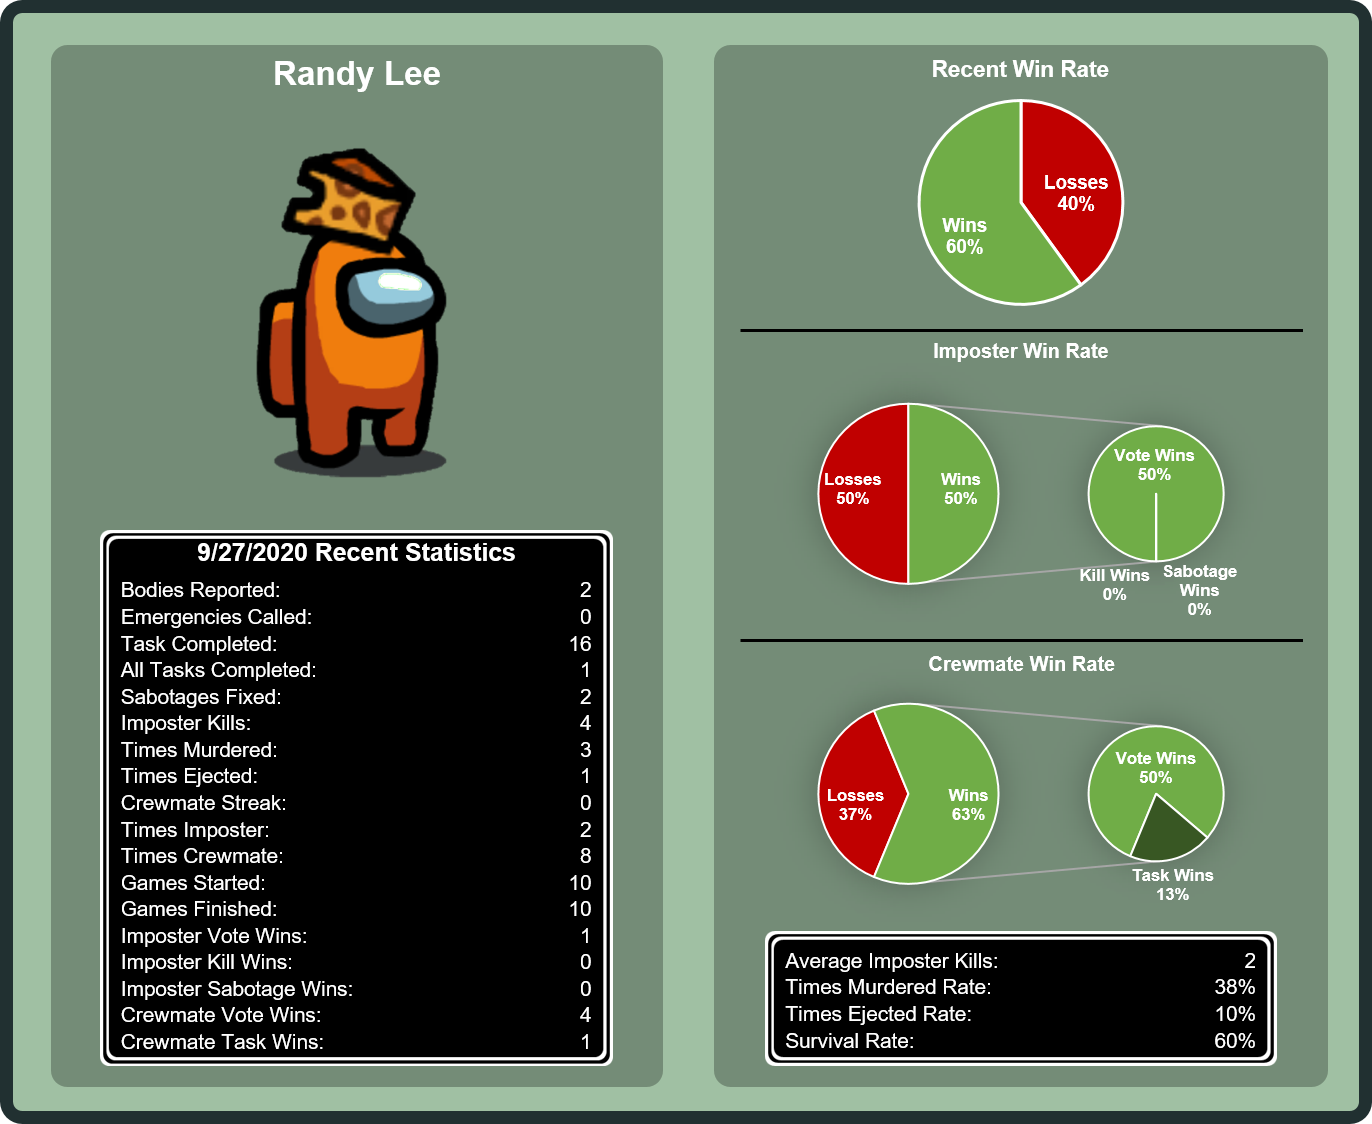 Randy Lee
9/27/2020 Recent Statistics
Bodies Reported: 2
Emergencies Called: 0
Task Completed: 16
All Tasks Completed: 1
Sabotages Fixed: 2
Imposter Kills: 4
Times Murdered: 3
Times Ejected: 1
Crewmate Streak: 0
Times Imposter: 2
Times Crewmate: 8
Games Started: 10
Games Finished: 10
Imposter Vote Wins: 1
Imposter Kill Wins: 0
Imposter Sabotage Wins: 0
Crewmate Vote Wins: 4
Crewmate Task Wins: 1
Recent Win Rate
Losses
40%
Wins
60%
Imposter Win Rate
Losses
50%
Wins
50%
Vote Wins
50%
Kill Wins
0%
Sabotage
Wins
0%
Crewmate Win Rate
Losses
37%
Wins
63%
Vote Wins
50%
Task Wins
13%
Average Imposter Kills: 2
Times Murdered Rate: 38%
Times Ejected Rate: 10%
Survival Rate: 60%